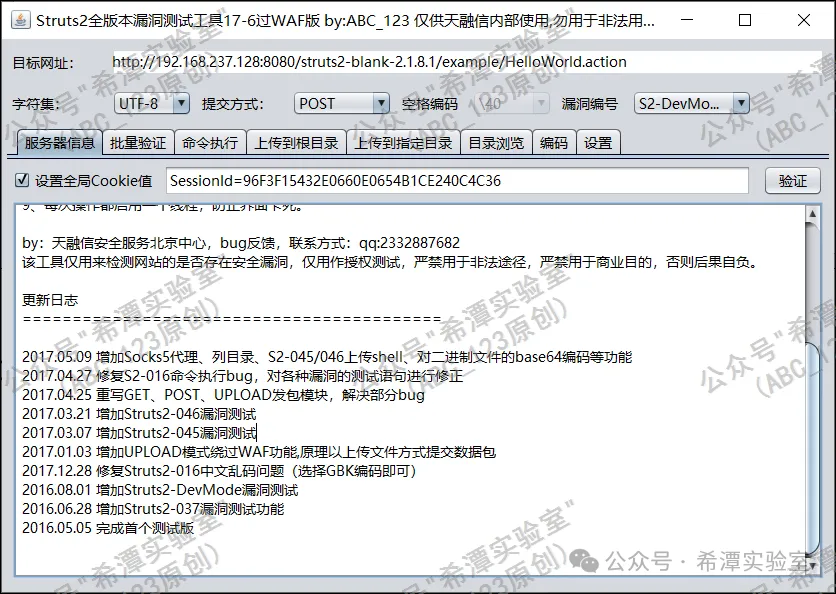 Struts2全版本漏洞测试工具17-6过WAF版 by:ABC_123 仅供天融信内部使用,勿用于非法用...
目标网址： http://192.168.237.128:8080/struts2-blank-2.1.8.1/example/HelloWorld.action
字符集： UTF-8 提交方式： POST 空格编码 \40 漏洞编号 S2-DevMo...
服务器信息 批量验证 命令执行 上传到根目录 上传到指定目录 目录浏览 编码 设置
设置全局Cookie值 SessionId=96F3F15432E0660E0654B1CE240C4C36 验证
9、每次操作都启用一个线程，防止界面卡死。
by：天融信安全服务北京中心，bug反馈，联系方式：qq:2332887682
该工具仅用来检测网站的是否存在安全漏洞，仅用作授权测试，严禁用于非法途径，严禁用于商业目的，否则后果自负。
更新日志
==========================================
2017.05.09 增加Socks5代理、列目录、S2-045/046上传shell、对二进制文件的base64编码等功能
2017.04.27 修复S2-016命令执行bug，对各种漏洞的测试语句进行修正
2017.04.25 重写GET、POST、UPLOAD发包模块，解决部分bug
2017.03.21 增加Struts2-046漏洞测试
2017.03.07 增加Struts2-045漏洞测试
2017.01.03 增加UPLOAD模式绕过WAF功能,原理以上传文件方式提交数据包
2017.12.28 修复Struts2-016中文乱码问题（选择GBK编码即可）
2016.08.01 增加Struts2-DevMode漏洞测试
2016.06.28 增加Struts2-037漏洞测试功能
2016.05.05 完成首个测试版
公众号"希潭实验室"
(ABC_123原创)
公众号 · 希潭实验室